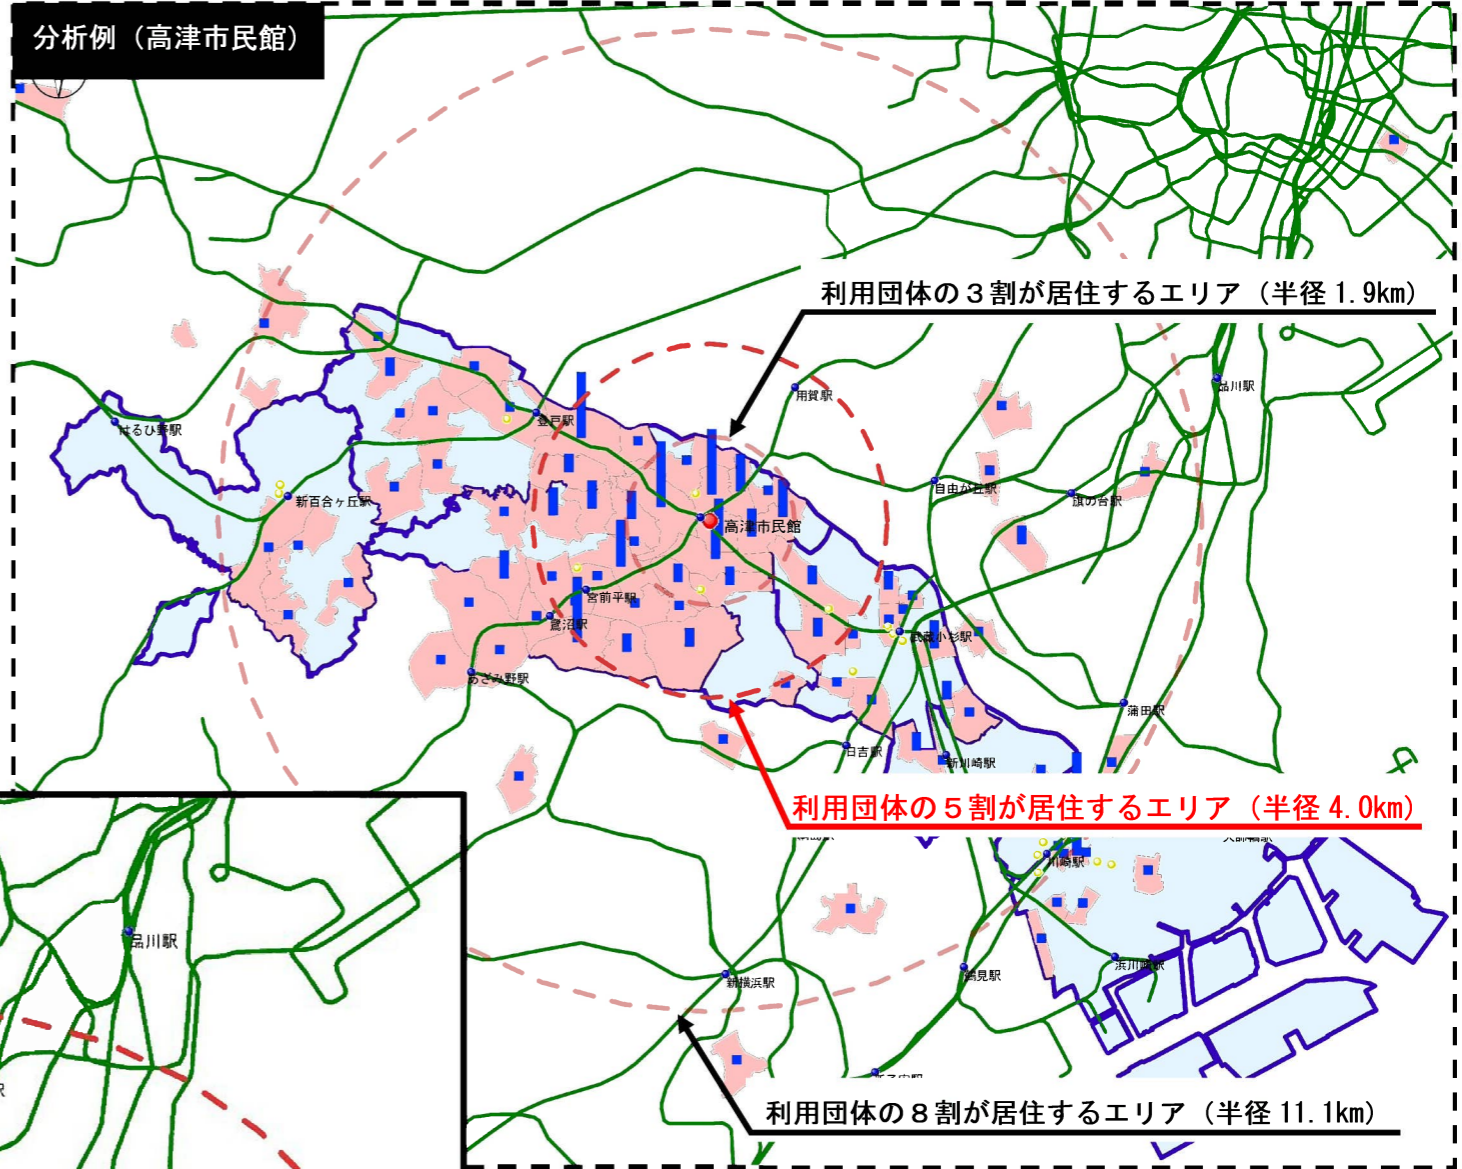 分析例（高津市民館）
利用団体の３割が居住するエリア（半径 1.9km）
品川駅
用賀駅
登戸駅
はるひ野駅
自由が丘駅
新百合ヶ丘駅
旗の台駅
高津市民館
宮前平駅
鷺沼駅
武蔵小杉駅
あざみ野駅
蒲田駅
日吉駅
新川崎駅
利用団体の５割が居住するエリア（半径 4.0km）
川崎駅
品川駅
浜川崎駅
鶴見駅
新横浜駅
駅
利用団体の８割が居住するエリア（半径 11.1km）